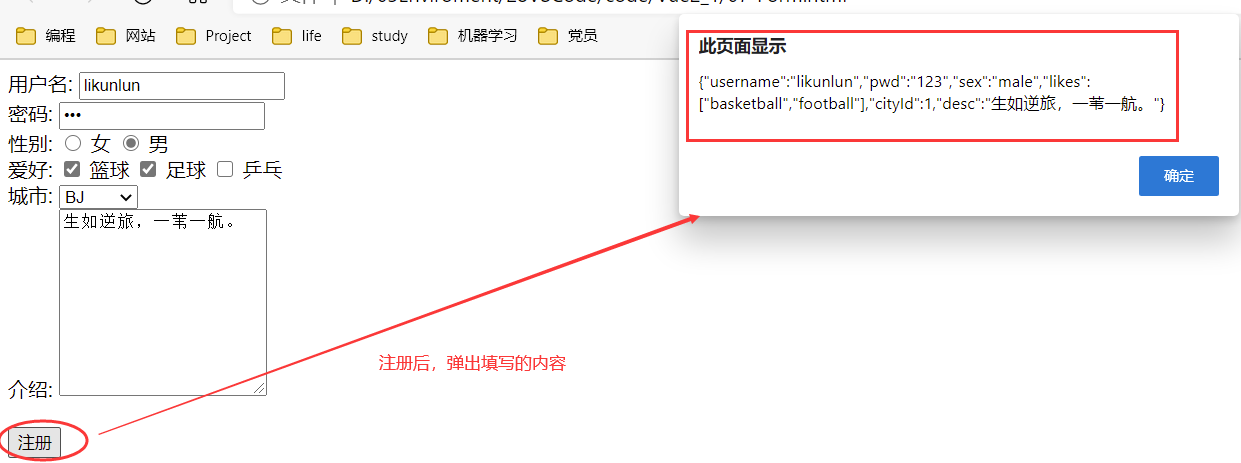 编程 网站 Project life study 机器学习 党员
此页面显示
{"username":"likunlun","pwd":"123","sex":"male","likes":
["basketball","football"],"cityId":1,"desc":"生如逆旅，一苇一航。"}
确定
用户名: likunlun
密码: •••
性别: 女 男
爱好: 篮球 足球 乒乓
城市: BJ
生如逆旅，一苇一航。
介绍:
注册后，弹出填写的内容
注册